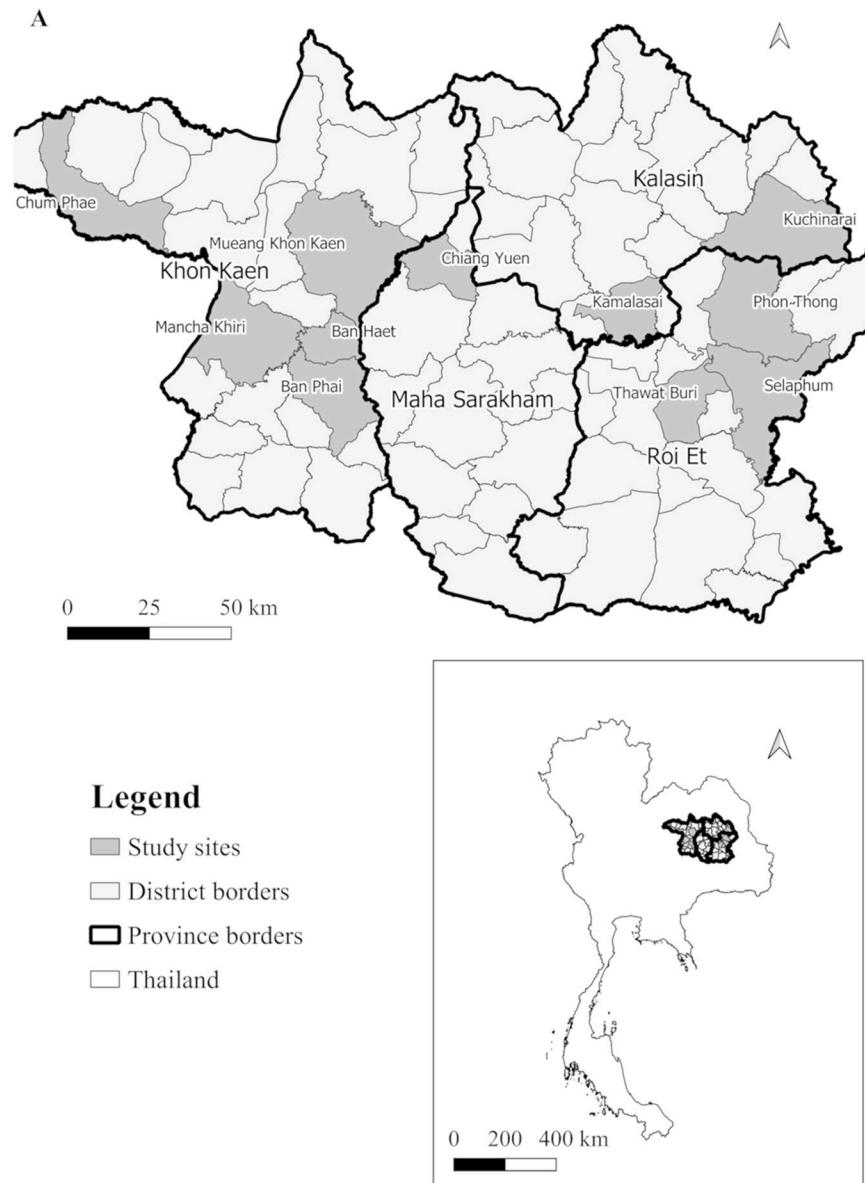 A
Kalasin
Chum Phae
Kuchinarai
Mueang Khon Kaen
Chiang Yuen
Khon Kaen
Kamalasai
Phon Thong
Mancha Khiri
Ban Haet
Ban Phai
Maha Sarakham
Thawat Buri
Selaphum
Roi Et
0 25 50 km
Legend
Study sites
District borders
Province borders
Thailand
0 200 400 km